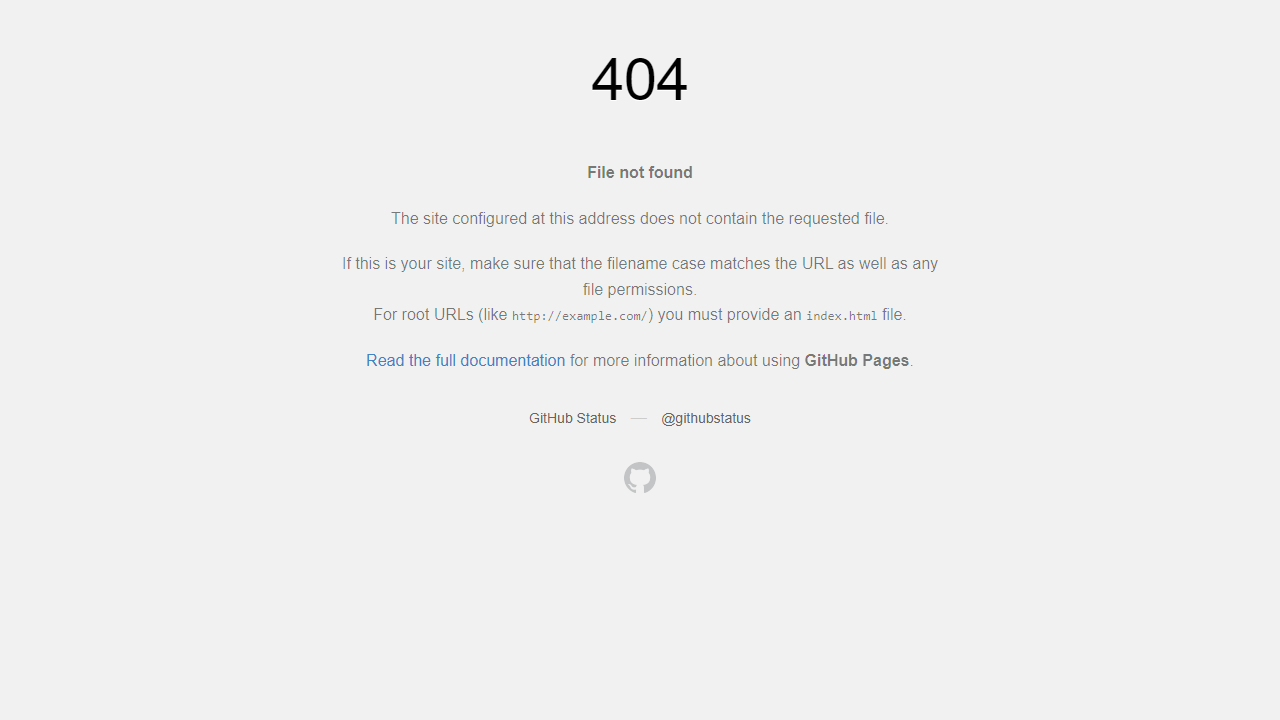 404
File not found
The site configured at this address does not contain the requested file.
If this is your site, make sure that the filename case matches the URL as well as any
file permissions.
For root URLs (like http://example.com/) you must provide an index.html file.
Read the full documentation for more information about using GitHub Pages.
GitHub Status — @githubstatus